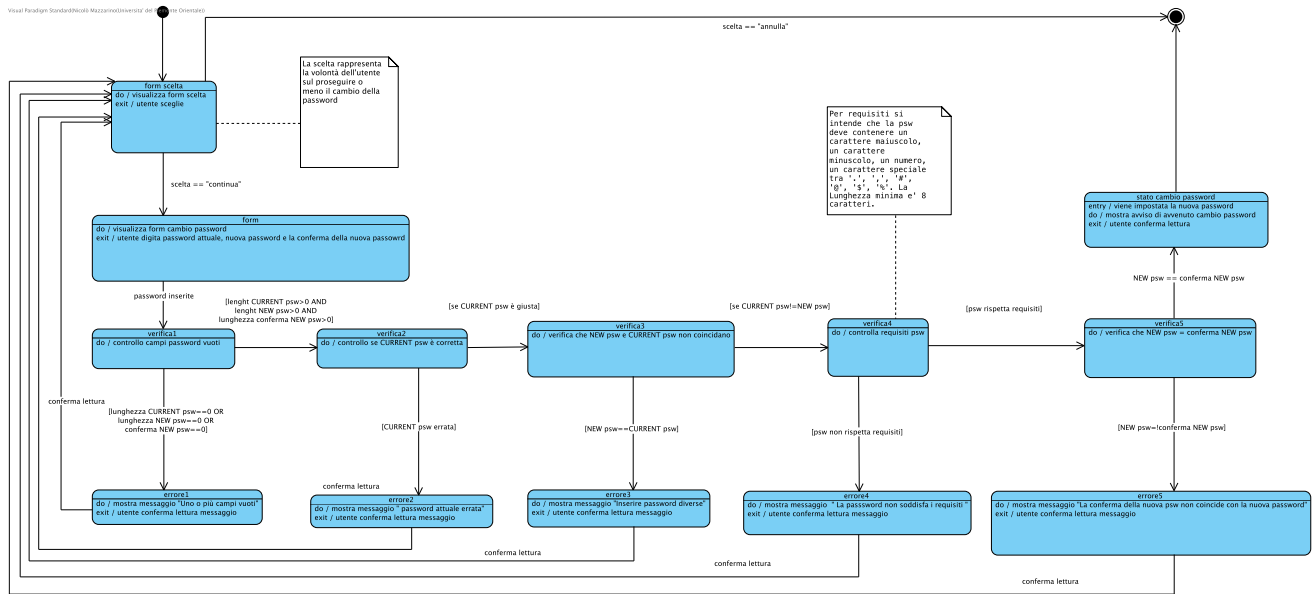 Visual Paradigm Standard(Nicolò Mazzarino(Universita' del Piemonte Orientale))
scelta == "annulla"
form scelta
do / visualizza form scelta
exit / utente sceglie
La scelta rappresenta
la volontà dell'utente
sul proseguire o
meno il cambio della
password
Per requisiti si
intende che la psw
deve contenere un
carattere maiuscolo,
un carattere
minuscolo, un numero,
un carattere speciale
tra '.', ',', '#',
'@', '$', '%'. La
Lunghezza minima e' 8
caratteri.
scelta == "continua"
stato cambio password
entry / viene impostata la nuova password
do / mostra avviso di avvenuto cambio password
exit / utente conferma lettura
form
do / visualizza form cambio password
exit / utente digita password attuale, nuova password e la conferma della nuova passowrd
NEW psw == conferma NEW psw
password inserite
[lenght CURRENT psw>0 AND
lenght NEW psw>0 AND
lunghezza conferma NEW psw>0]
[se CURRENT psw è giusta]
[se CURRENT psw!=NEW psw]
[psw rispetta requisiti]
verifica1
do / controllo campi password vuoti
verifica2
do / controllo se CURRENT psw è corretta
verifica3
do / verifica che NEW psw e CURRENT psw non coincidano
verifica4
do / controlla requisiti psw
verifica5
do / verifica che NEW psw = conferma NEW psw
conferma lettura
[lunghezza CURRENT psw==0 OR
lunghezza NEW psw==0 OR
conferma NEW psw==0]
[CURRENT psw errata]
[NEW psw==CURRENT psw]
[psw non rispetta requisiti]
[NEW psw=!conferma NEW psw]
errore1
do / mostra messaggio "Uno o più campi vuoti"
exit / utente conferma lettura messaggio
conferma lettura
errore2
do / mostra messaggio " password attuale errata"
exit / utente conferma lettura messaggio
errore3
do / mostra messaggio "Inserire password diverse"
exit / utente conferma lettura messaggio
errore4
do / mostra messaggio " La passsword non soddisfa i requisiti "
exit / utente conferma lettura messaggio
errore5
do / mostra messaggio "La conferma della nuova psw non coincide con la nuova password"
exit / utente conferma lettura messaggio
conferma lettura
conferma lettura
conferma lettura